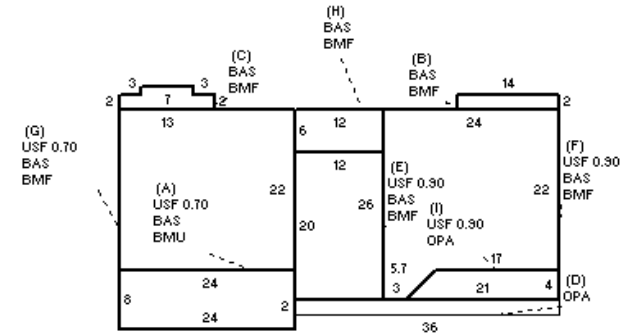 (H)
BAS
BMF
(C)
BAS
BMF
(B)
BAS
BMF
3
3
14
2
7
2
2
(G)
USF 0.70
BAS
BMF
13
6
12
24
(F)
USF 0.90
BAS
BMF
12
(E)
USF 0.90
BAS
BMF
(A)
USF 0.70
BAS
BMU
22
26
22
(I)
USF 0.90
OPA
20
17
5.7
(D)
OPA
24
3
21
4
8
2
24
36